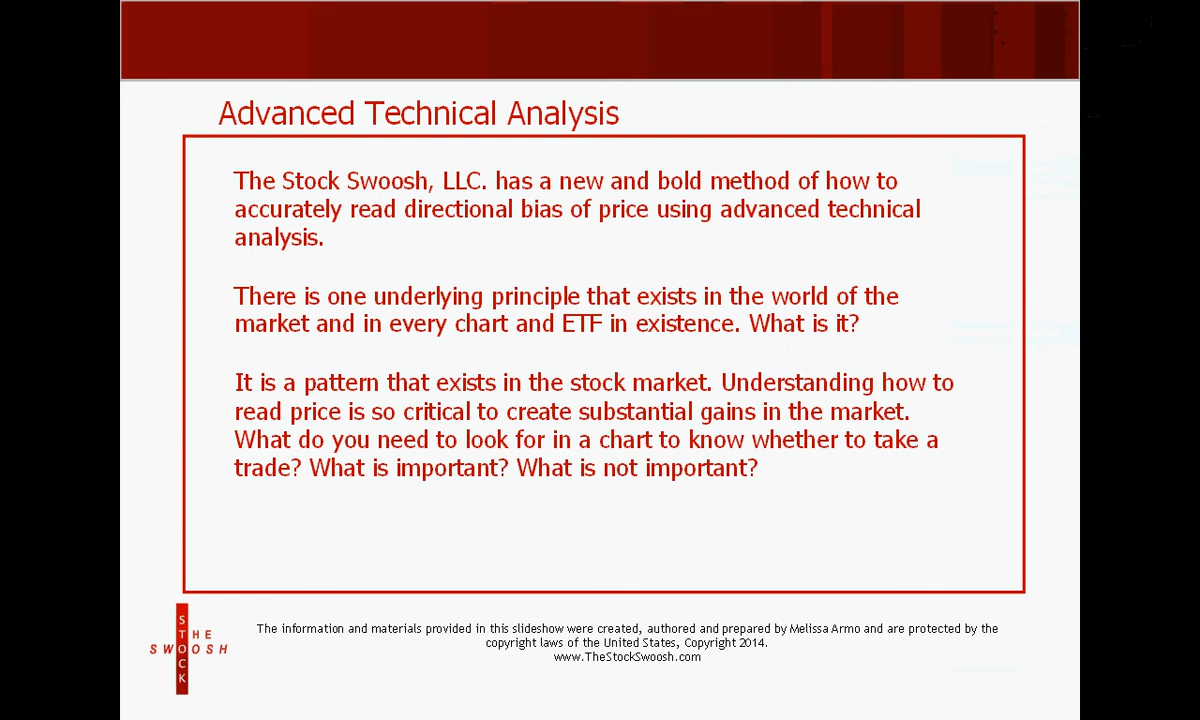 Advanced Technical Analysis
The Stock Swoosh, LLC. has a new and bold method of how to
accurately read directional bias of price using advanced technical
analysis.
There is one underlying principle that exists in the world of the
market and in every chart and ETF in existence. What is it?
It is a pattern that exists in the stock market. Understanding how to
read price is so critical to create substantial gains in the market.
What do you need to look for in a chart to know whether to take a
trade? What is important? What is not important?
THE
STOCK
SWOOSH
The information and materials provided in this slideshow were created, authored and prepared by Melissa Armo and are protected by the
copyright laws of the United States, Copyright 2014.
www.TheStockSwoosh.com